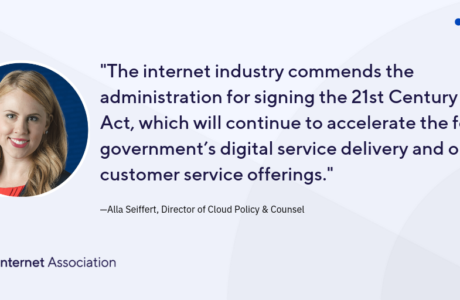 "The internet industry commends the
administration for signing the 21st Century
Act, which will continue to accelerate the
government's digital service delivery and
customer service offerings."
—Alla Seiffert, Director of Cloud Policy & Counsel
nternet Association